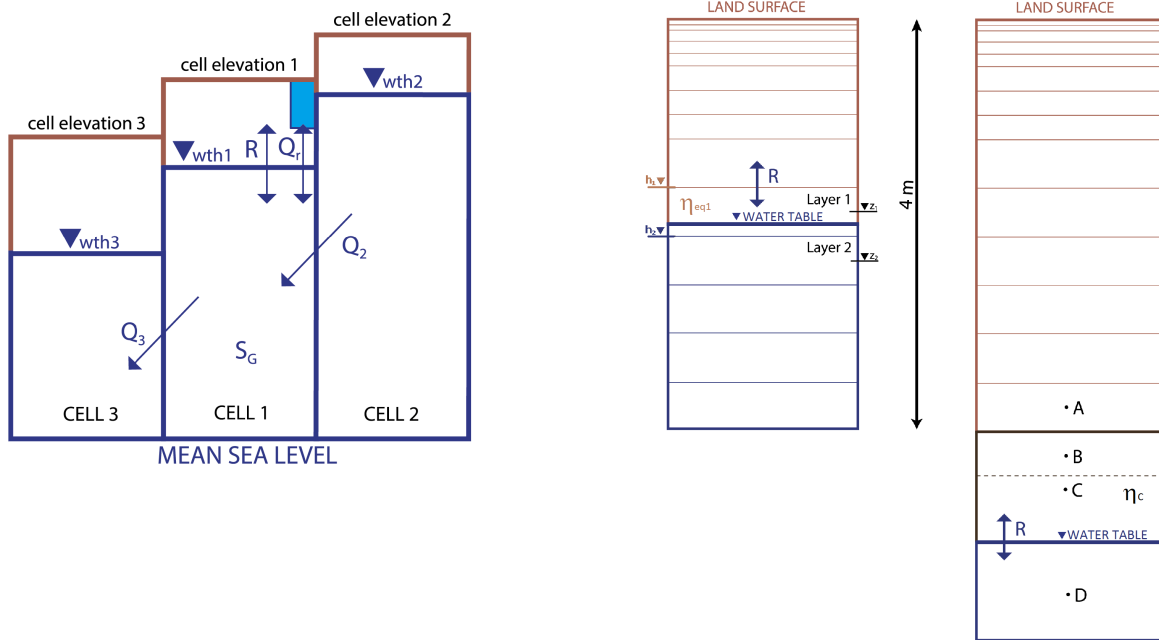 cell elevation 2
cell elevation 1
cell elevation 3
wth2
wth1
wth3
R
Qr
Q2
Q3
SG
CELL 3
CELL 1
CELL 2
MEAN SEA LEVEL
LAND SURFACE
h1
R
ηeq1
Layer 1
z1
WATER TABLE
h2
Layer 2
z2
4 m
LAND SURFACE
A
B
C
ηc
R
WATER TABLE
D